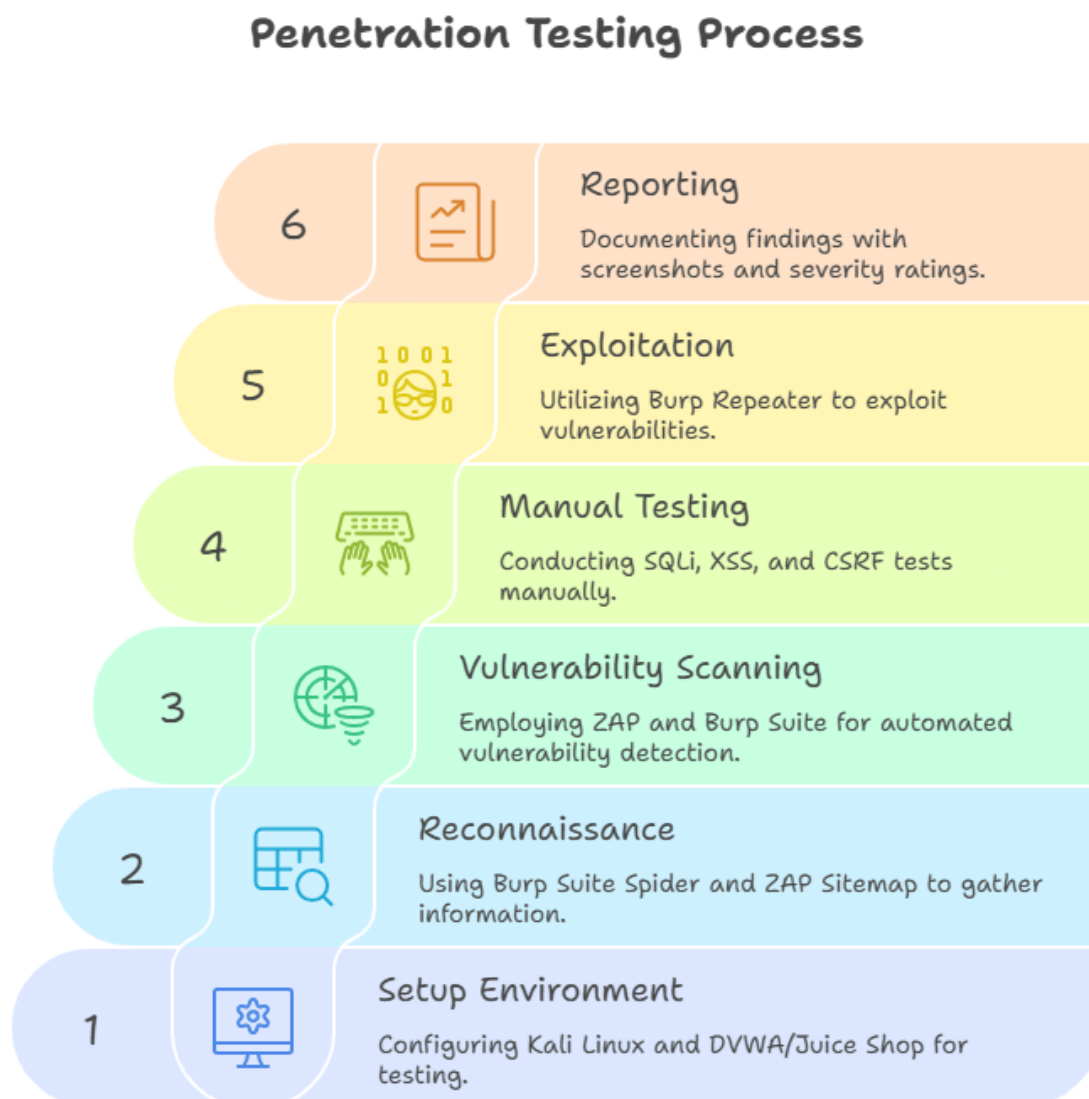 Penetration Testing Process
6
Reporting
Documenting findings with
screenshots and severity ratings.
5
1 0 0 1
0 1
1 0
Exploitation
Utilizing Burp Repeater to exploit
vulnerabilities.
4
Manual Testing
Conducting SQLi, XSS, and CSRF tests
manually.
3
Vulnerability Scanning
Employing ZAP and Burp Suite for automated
vulnerability detection.
2
Reconnaissance
Using Burp Suite Spider and ZAP Sitemap to gather
information.
1
Setup Environment
Configuring Kali Linux and DVWA/Juice Shop for
testing.